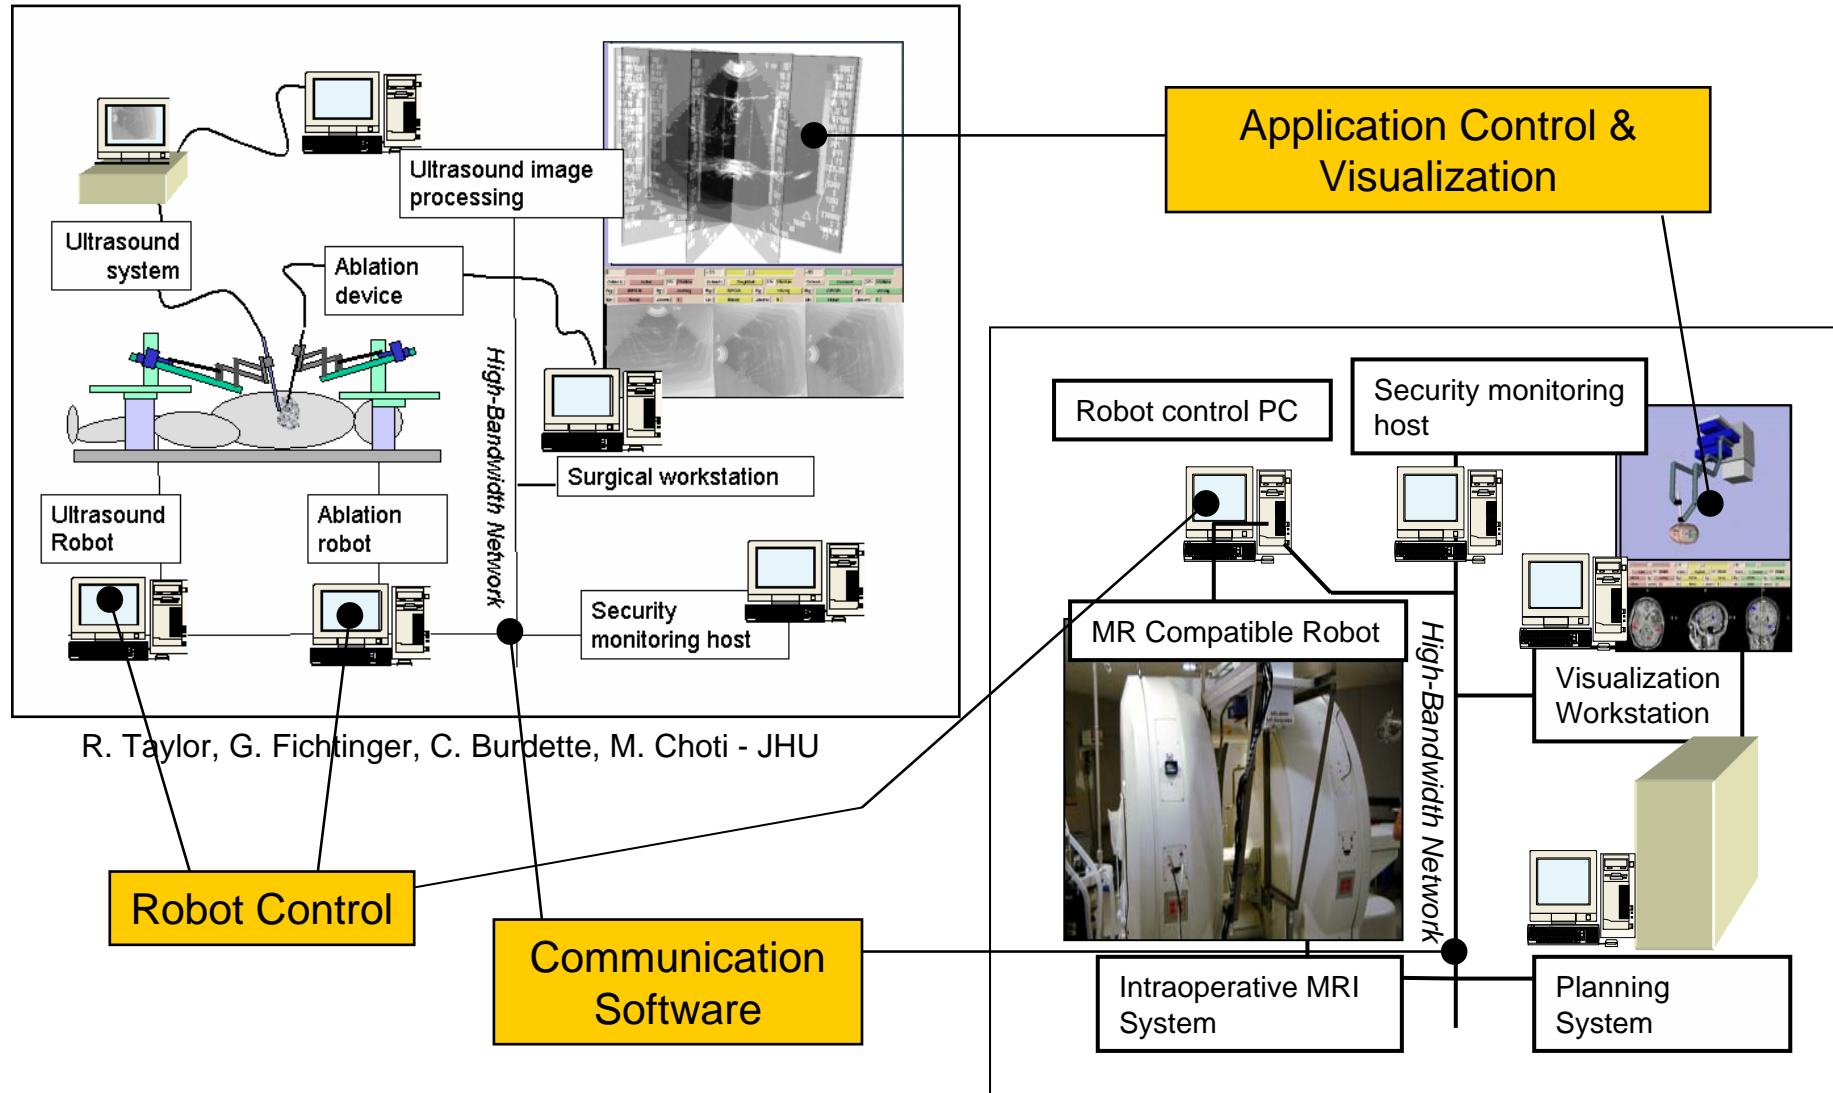 Ultrasound image
processing
Ultrasound
system
Ablation
device
High-Bandwidth Network
Surgical workstation
Ultrasound
Robot
Ablation
robot
Security
monitoring host
R. Taylor, G. Fichtinger, C. Burdette, M. Choti - JHU
Application Control &
Visualization
Robot control PC
Security monitoring
host
MR Compatible Robot
High-Bandwidth Network
Visualization
Workstation
Intraoperative MRI
System
Planning
System
Robot Control
Communication
Software